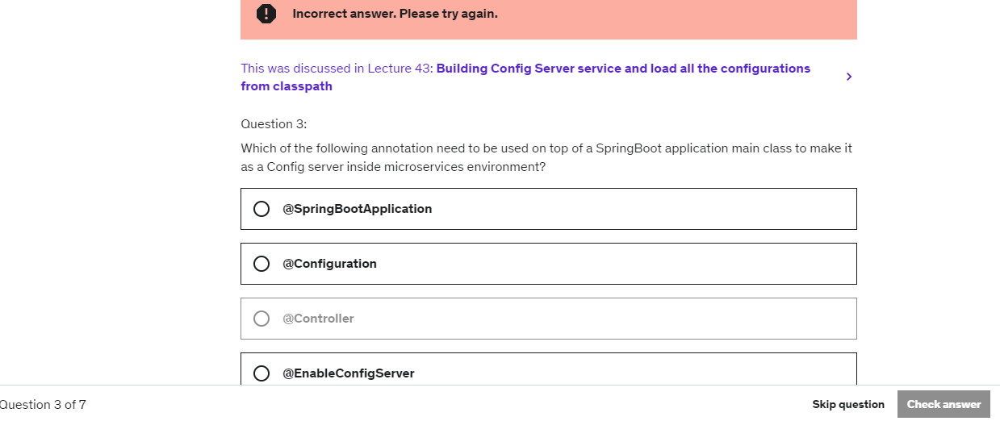 Incorrect answer. Please try again.
This was discussed in Lecture 43: Building Config Server service and load all the configurations
from classpath
Question 3:
Which of the following annotation need to be used on top of a SpringBoot application main class to make it
as a Config server inside microservices environment?
@SpringBootApplication
@Configuration
@Controller
@EnableConfigServer
Question 3 of 7
Skip question
Check answer